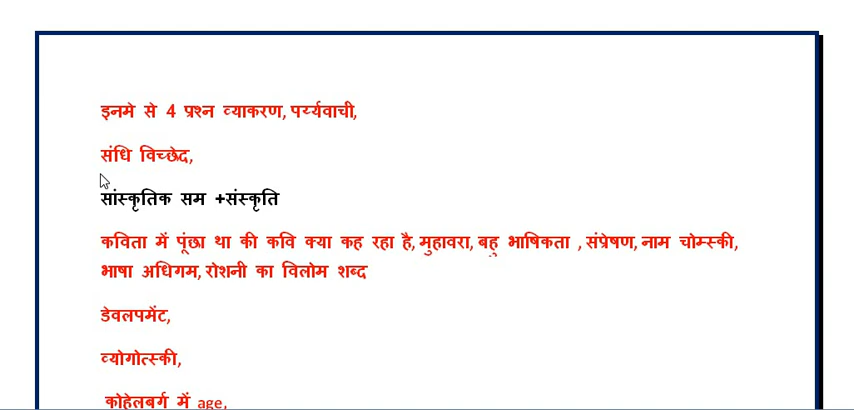 इनमे से 4 प्रश्न व्याकरण, पर्य्यवाची,
संधि विच्छेद,
सांस्कृतिक सम +संस्कृति
कविता में पूंछा था की कवि क्या कह रहा है, मुहावरा, बहु भाषिकता , संप्रेषण, नाम चोम्स्की,
भाषा अधिगम, रोशनी का विलोम शब्द
डेवलपमेंट,
व्योगोत्स्की,
कोहेलबर्ग में age,